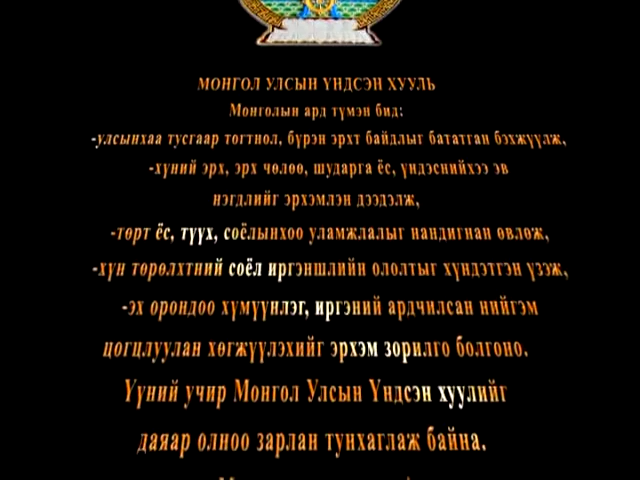 МОНГОЛ УЛСЫН ҮНДСЭН ХУУЛЬ
Монголын ард түмэн бид:
-улсынхаа тусгаар тогтнол, бүрэн эрхт байдлыг бататган бэхжүүлж,
-хүний эрх, эрх чөлөө, шударга ёс, үндэснийхээ эв
нэгдлийг эрхэмлэн дээдэлж,
-төрт ёс, түүх, соёлынхоо уламжлалыг нандигнан өвлөж,
-хүн төрөлхтний соёл иргэншлийн ололтыг хүндэтгэн үзэж,
-эх орондоо хүмүүнлэг, иргэний ардчилсан нийгэм
цогцлуулан хөгжүүлэхийг эрхэм зорилго болгоно.
Үүний учир Монгол Улсын Үндсэн хуулийг
даяар олноо зарлан тунхаглаж байна.